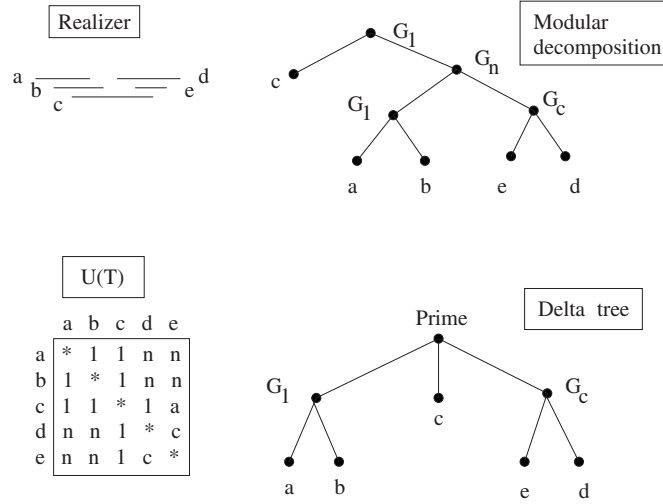 Realizer
a d
b e
c
G1
Gn
c
G1
Gc
a b e d
Modular
decomposition
U(T)
a b c d e
a * 1 1 n n
b 1 * 1 n n
c 1 1 * 1 a
d n n 1 * c
e n n 1 c *
Delta tree
Prime
G1
c
Gc
a b e d